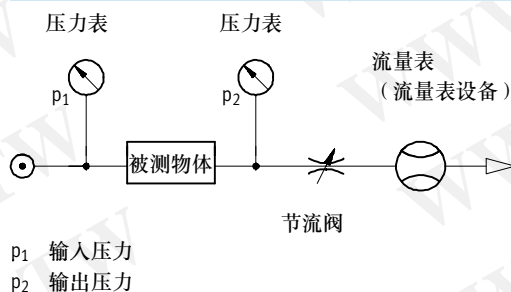 压力表 压力表
流量表
（流量表设备）
p₁ p₂
被测物体
节流阀
p₁ 输入压力
p₂ 输出压力